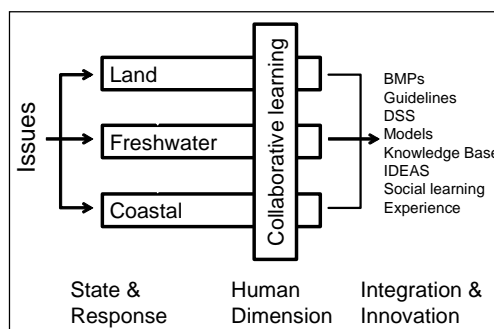 Issues
Land
Freshwater
Coastal
Collaborative learning
BMPs
Guidelines
DSS
Models
Knowledge Base
IDEAS
Social learning
Experience
State &
Response
Human
Dimension
Integration &
Innovation